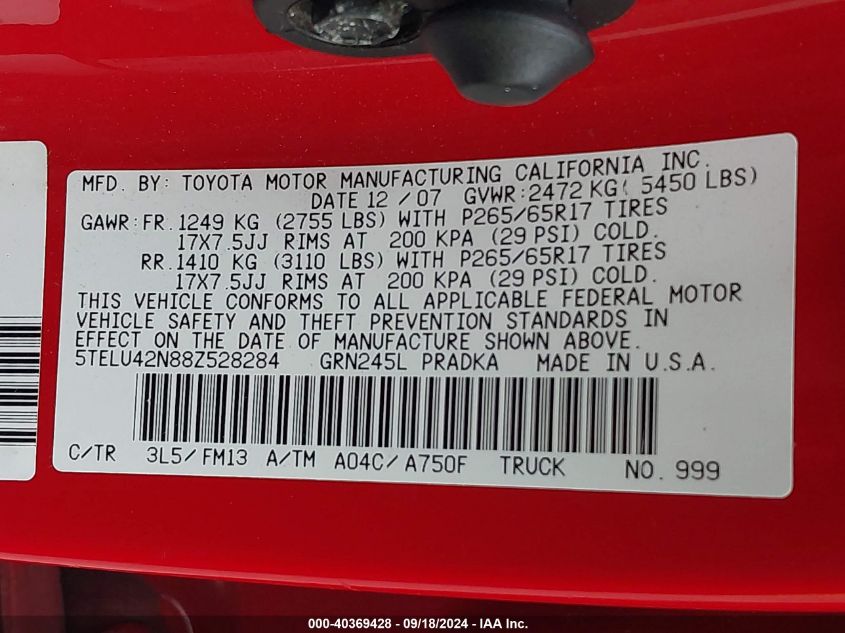 MFD. BY: TOYOTA MOTOR MANUFACTURING CALIFORNIA INC.
DATE 12 / 07 GVWR:2472 KG( 5450 LBS)
GAWR:FR.1249 KG (2755 LBS) WITH P265/65R17 TIRES
17X7.5JJ RIMS AT 200 KPA (29 PSI) COLD.
RR.1410 KG (3110 LBS) WITH P265/65R17 TIRES
17X7.5JJ RIMS AT 200 KPA (29 PSI) COLD.
THIS VEHICLE CONFORMS TO ALL APPLICABLE FEDERAL MOTOR
VEHICLE SAFETY AND THEFT PREVENTION STANDARDS IN
EFFECT ON THE DATE OF MANUFACTURE SHOWN ABOVE.
5TELU42N88Z528284 GRN245L PRADKA MADE IN U.S.A.
C/TR 3L5/FM13 A/TM A04C/A750F TRUCK NO.999
000-40369428 - 09/18/2024 - IAA Inc.